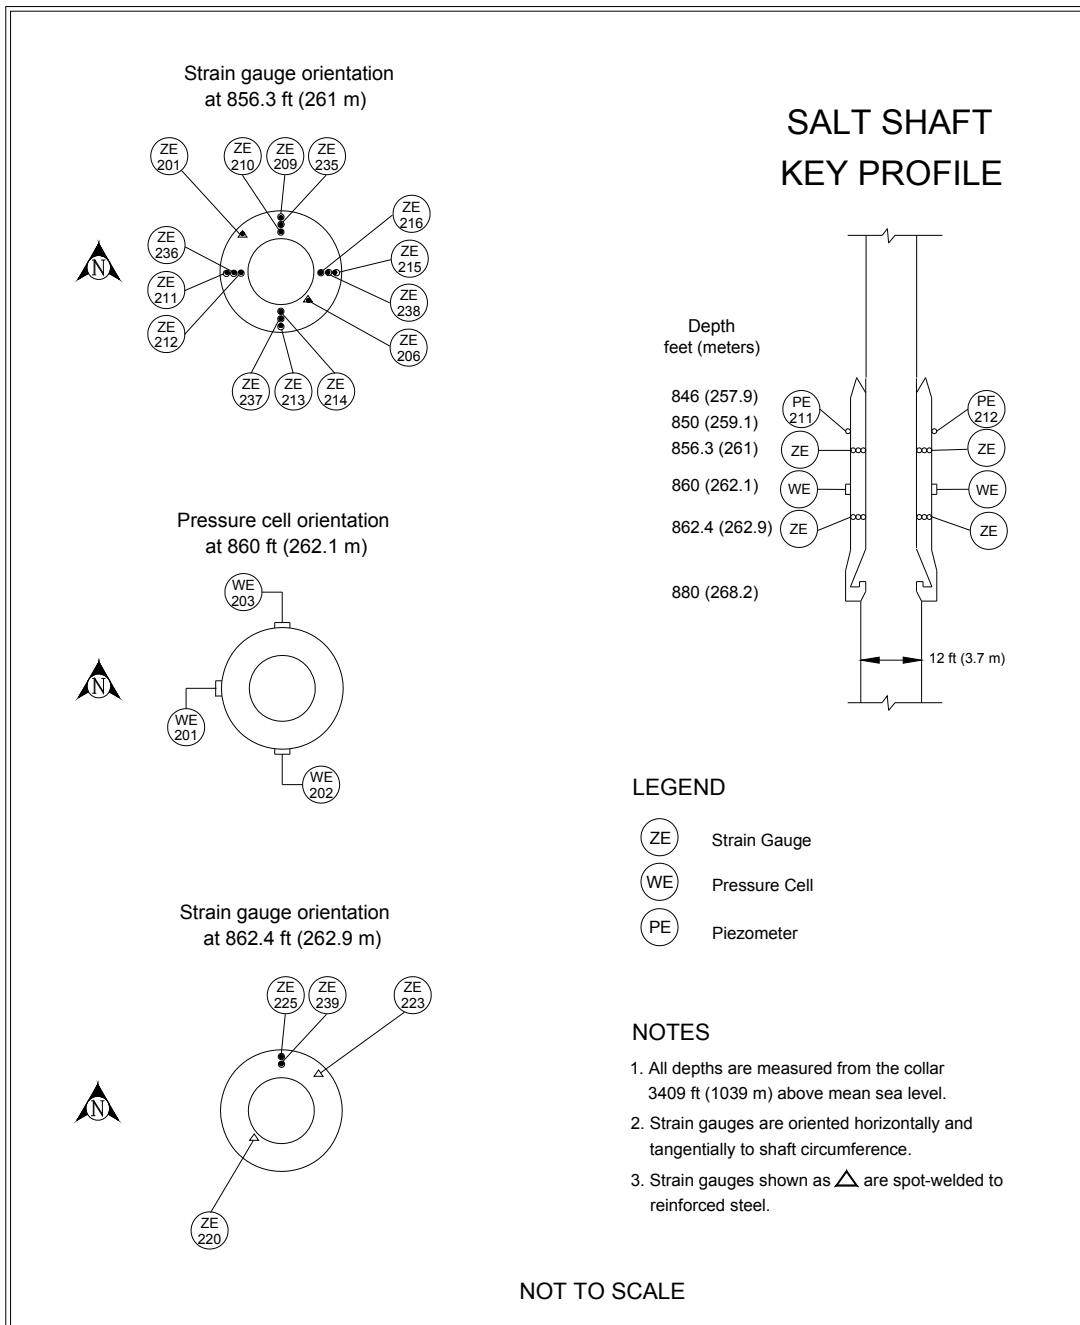 Strain gauge orientation
at 856.3 ft (261 m)
ZE
201
ZE
210
ZE
209
ZE
235
ZE
216
ZE
236
ZE
215
ZE
211
ZE
238
ZE
212
ZE
206
ZE
237
ZE
213
ZE
214
N
Pressure cell orientation
at 860 ft (262.1 m)
WE
203
N
WE
201
WE
202
Strain gauge orientation
at 862.4 ft (262.9 m)
ZE
225
ZE
239
ZE
223
N
ZE
220
SALT SHAFT
KEY PROFILE
Depth
feet (meters)
846 (257.9)
850 (259.1)
856.3 (261)
860 (262.1)
862.4 (262.9)
880 (268.2)
PE
211
PE
212
ZE
ZE
WE
WE
ZE
ZE
12 ft (3.7 m)
LEGEND
ZE Strain Gauge
WE Pressure Cell
PE Piezometer
NOTES
1. All depths are measured from the collar
3409 ft (1039 m) above mean sea level.
2. Strain gauges are oriented horizontally and
tangentially to shaft circumference.
3. Strain gauges shown as △ are spot-welded to
reinforced steel.
NOT TO SCALE